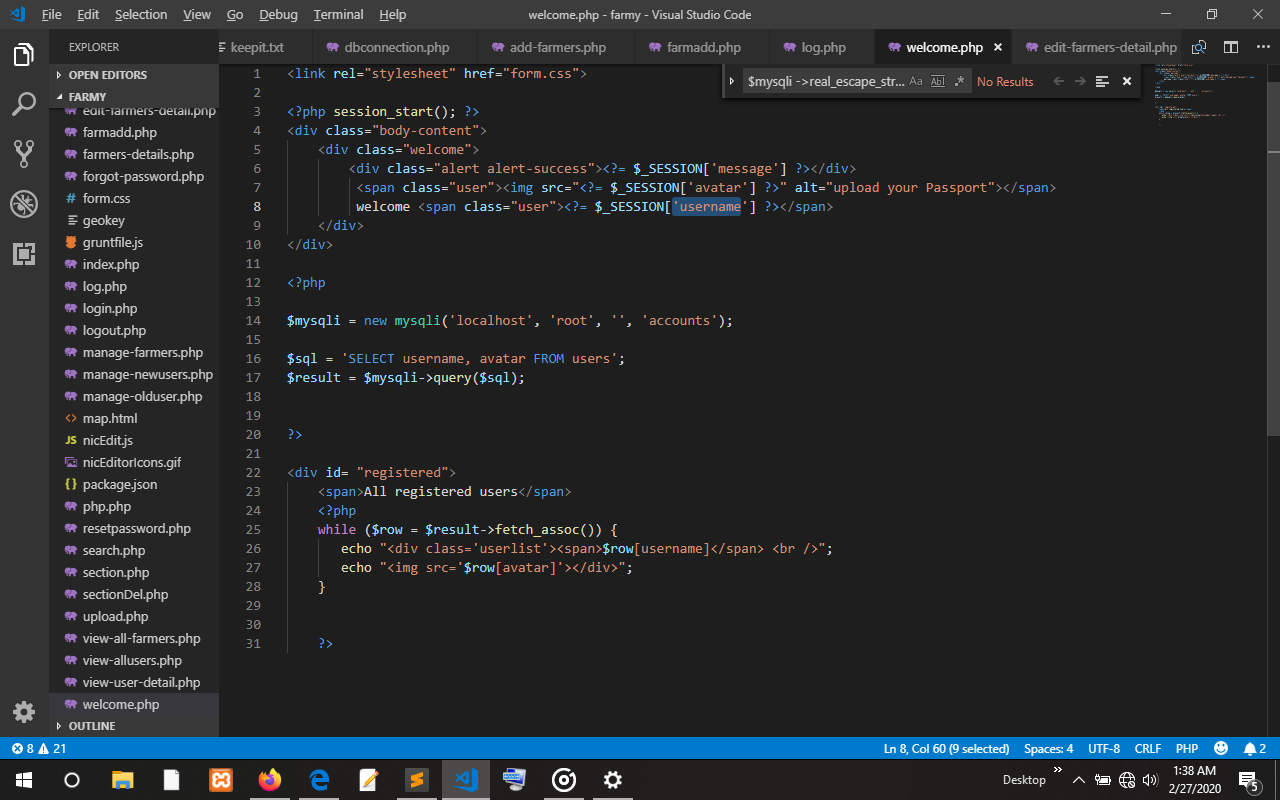 File Edit Selection View Go Debug Terminal Help welcome.php - farmy - Visual Studio Code
EXPLORER
keepit.txt dbconnection.php add-farmers.php farmadd.php log.php welcome.php edit-farmers-detail.php
OPEN EDITORS
FARMY
edit-farmers-detail.php
farmadd.php
farmers-details.php
forgot-password.php
form.css
geokey
gruntfile.js
index.php
log.php
login.php
logout.php
manage-farmers.php
manage-newusers.php
manage-olduser.php
map.html
nicEdit.js
nicEditorIcons.gif
package.json
php.php
resetpassword.php
search.php
section.php
sectionDel.php
upload.php
view-all-farmers.php
view-allusers.php
view-user-detail.php
welcome.php
OUTLINE
$mysqli ->real_escape_str... Aa Abl .* No Results
1 <link rel="stylesheet" href="form.css">
2
3 <?php session_start(); ?>
4 <div class="body-content">
5 <div class="welcome">
6 <div class="alert alert-success"><?= $_SESSION['message'] ?></div>
7 <span class="user"><img src="<?= $_SESSION['avatar'] ?>" alt="upload your Passport"></span>
8 welcome <span class="user"><?= $_SESSION['username'] ?></span>
9 </div>
10 </div>
11
12 <?php
13
14 $mysqli = new mysqli('localhost', 'root', '', 'accounts');
15
16 $sql = 'SELECT username, avatar FROM users';
17 $result = $mysqli->query($sql);
18
19
20 ?>
21
22 <div id= "registered">
23 <span>All registered users</span>
24 <?php
25 while ($row = $result->fetch_assoc()) {
26 echo "<div class='userlist'><span>$row[username]</span> <br />";
27 echo "<img src='$row[avatar]'></div>";
28 }
29
30
31 ?>
8 21 Ln 8, Col 60 (9 selected) Spaces: 4 UTF-8 CRLF PHP 2
Desktop 1:38 AM
2/27/2020 5